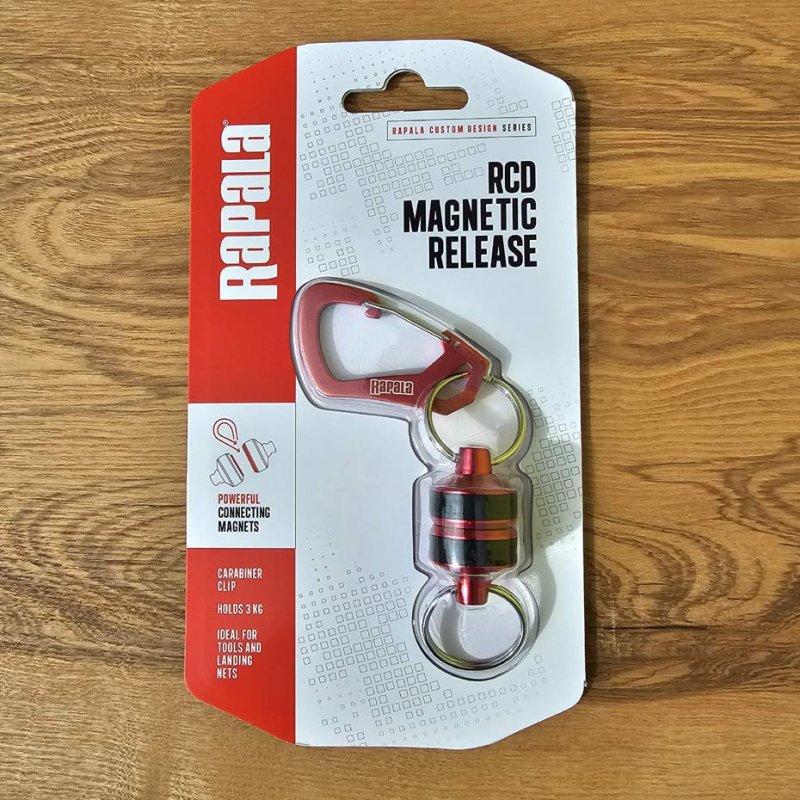 Rapala®
RAPALA CUSTOM DESIGN SERIES
RCD
MAGNETIC
RELEASE
Rapala
POWERFUL
CONNECTING
MAGNETS
CARABINER
CLIP
HOLDS 3 KG
IDEAL FOR
TOOLS AND
LANDING
NETS